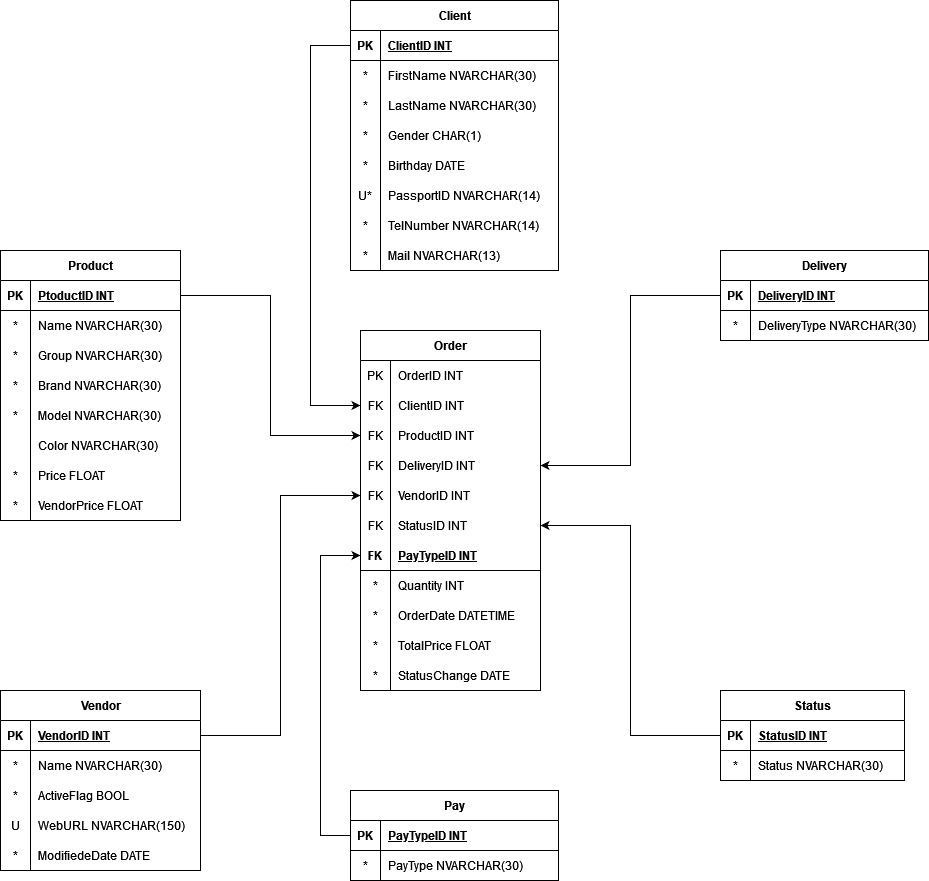 Client
PK ClientID INT
* FirstName NVARCHAR(30)
* LastName NVARCHAR(30)
* Gender CHAR(1)
* Birthday DATE
U* PassportID NVARCHAR(14)
* TelNumber NVARCHAR(14)
* Mail NVARCHAR(13)
Product
PK PtoductID INT
* Name NVARCHAR(30)
* Group NVARCHAR(30)
* Brand NVARCHAR(30)
* Model NVARCHAR(30)
Color NVARCHAR(30)
* Price FLOAT
* VendorPrice FLOAT
Delivery
PK DeliveryID INT
* DeliveryType NVARCHAR(30)
Order
PK OrderID INT
FK ClientID INT
FK ProductID INT
FK DeliveryID INT
FK VendorID INT
FK StatusID INT
FK PayTypeID INT
* Quantity INT
* OrderDate DATETIME
* TotalPrice FLOAT
* StatusChange DATE
Vendor
PK VendorID INT
* Name NVARCHAR(30)
* ActiveFlag BOOL
U WebURL NVARCHAR(150)
* ModifiedeDate DATE
Status
PK StatusID INT
* Status NVARCHAR(30)
Pay
PK PayTypeID INT
* PayType NVARCHAR(30)